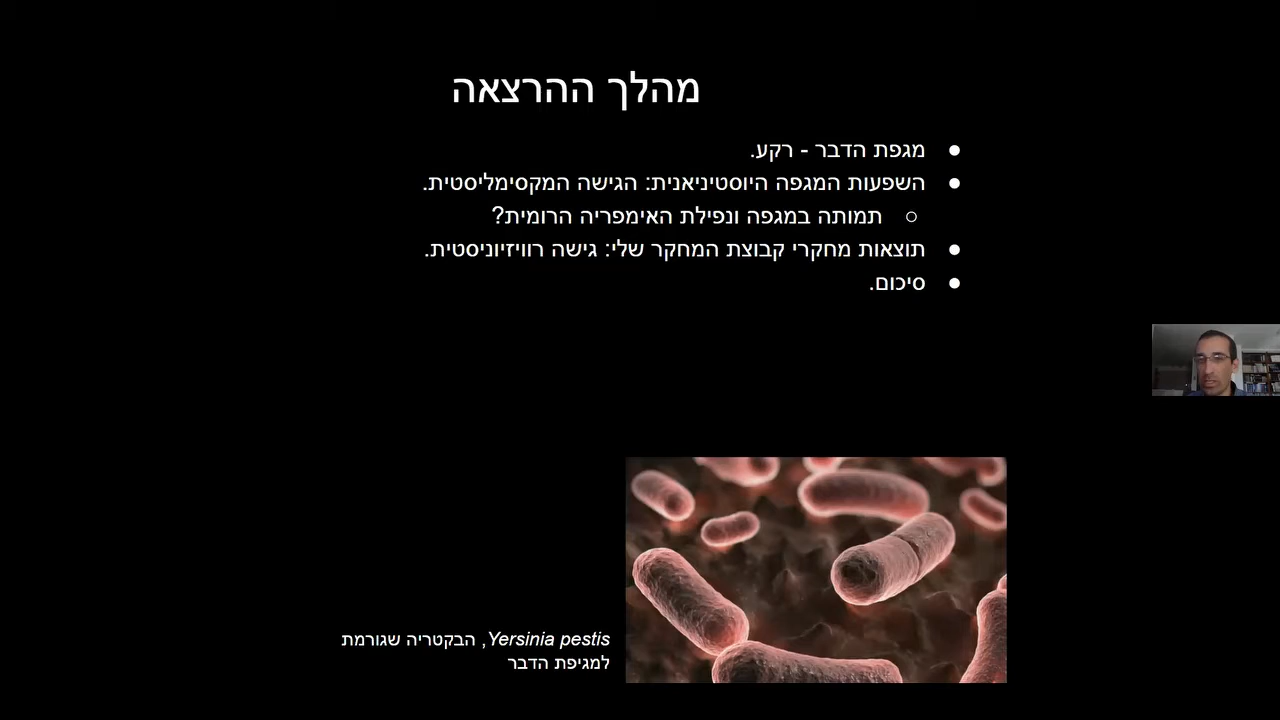 מהלך ההרצאה
● מגפת הדבר - רקע.
● השפעות המגפה היוסטיניאנית: הגישה המקסימליסטית.
○ תמותה במגפה ונפילת האימפריה הרומית?
● תוצאות מחקרי קבוצת המחקר שלי: גישה רוויזיוניסטית.
● סיכום.
Yersinia pestis, הבקטריה שגורמת
למגיפת הדבר